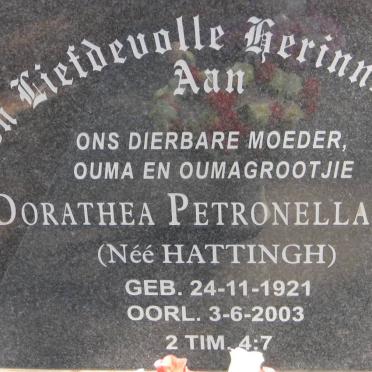 Liefdevolle
Aan
ONS DIERBARE MOEDER,
OUMA EN OUMAGROOTJIE
DORATHEA PETRONELLA
(Néé HATTINGH)
GEB. 24-11-1921
OORL. 3-6-2003
2 TIM. 4:7